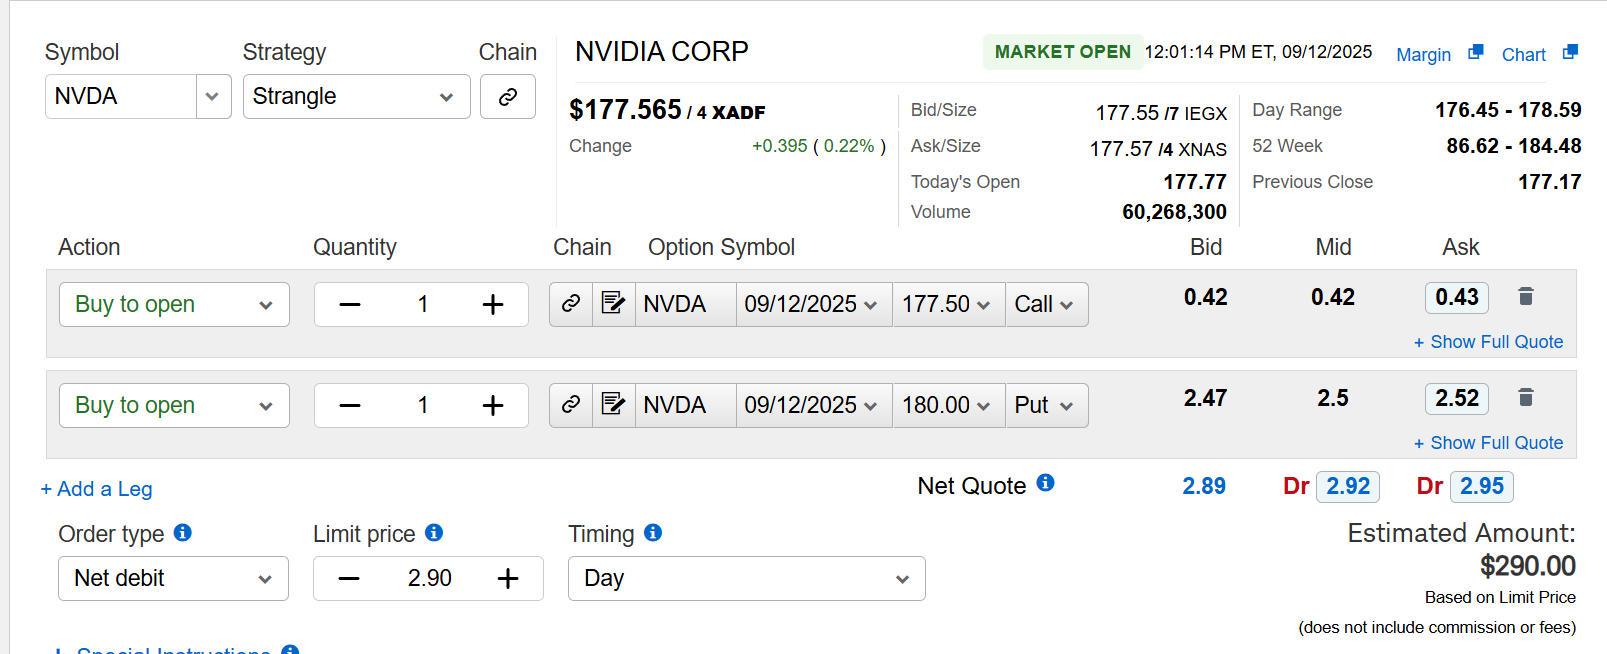 Symbol Strategy Chain
NVDA Strangle
NVIDIA CORP MARKET OPEN 12:01:14 PM ET, 09/12/2025 Margin Chart
$177.565 / 4 XADF
Change +0.395 ( 0.22% )
Bid/Size 177.55 /7 IEGX
Ask/Size 177.57 /4 XNAS
Today's Open 177.77
Volume 60,268,300
Day Range 176.45 - 178.59
52 Week 86.62 - 184.48
Previous Close 177.17
Action Quantity Chain Option Symbol Bid Mid Ask
Buy to open 1 NVDA 09/12/2025 177.50 Call 0.42 0.42 0.43
+ Show Full Quote
Buy to open 1 NVDA 09/12/2025 180.00 Put 2.47 2.5 2.52
+ Show Full Quote
+ Add a Leg Net Quote 2.89 Dr 2.92 Dr 2.95
Order type Limit price Timing
Net debit 2.90 Day
Estimated Amount:
$290.00
Based on Limit Price
(does not include commission or fees)
Special Instructions